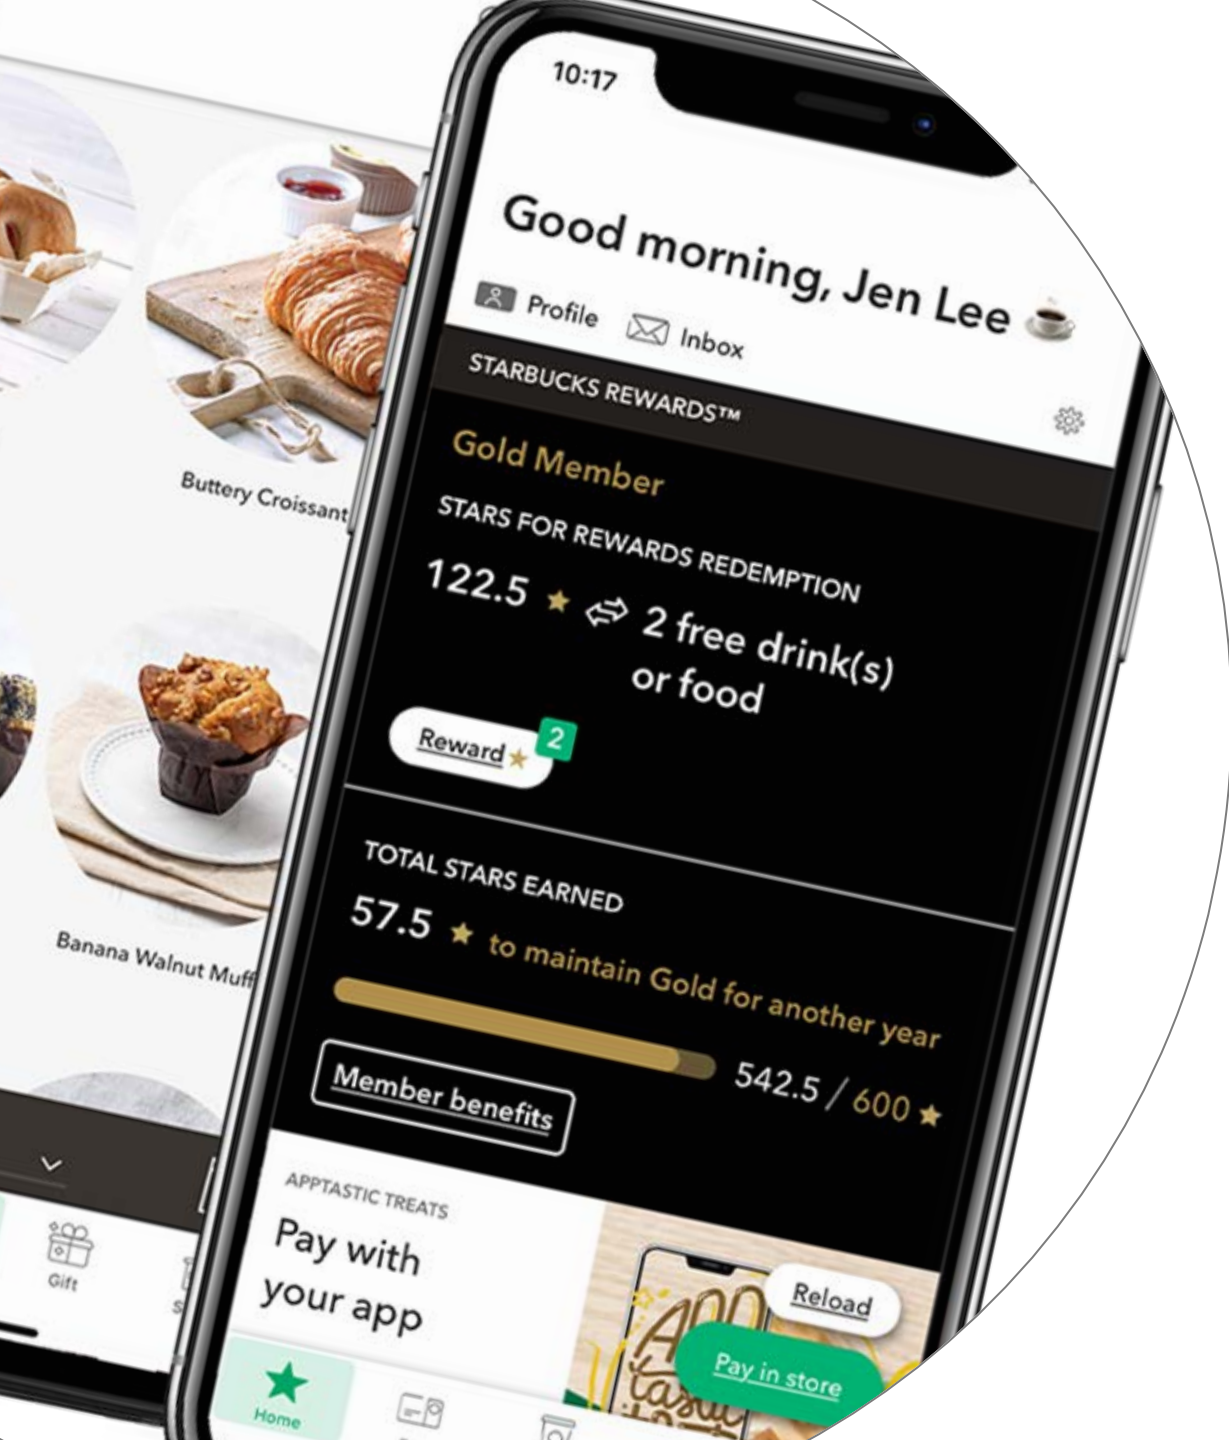 10:17
Good morning, Jen Lee
Profile
Inbox
STARBUCKS REWARDS™
Gold Member
STARS FOR REWARDS REDEMPTION
122.5
2 free drink(s)
or food
Reward
2
TOTAL STARS EARNED
57.5
to maintain Gold for another year
542.5 / 600
Member benefits
APPTASTIC TREATS
Pay with
your app
APP
tastic
Reload
Pay in store
Home
Buttery Croissant
Banana Walnut Muff
Gift
S